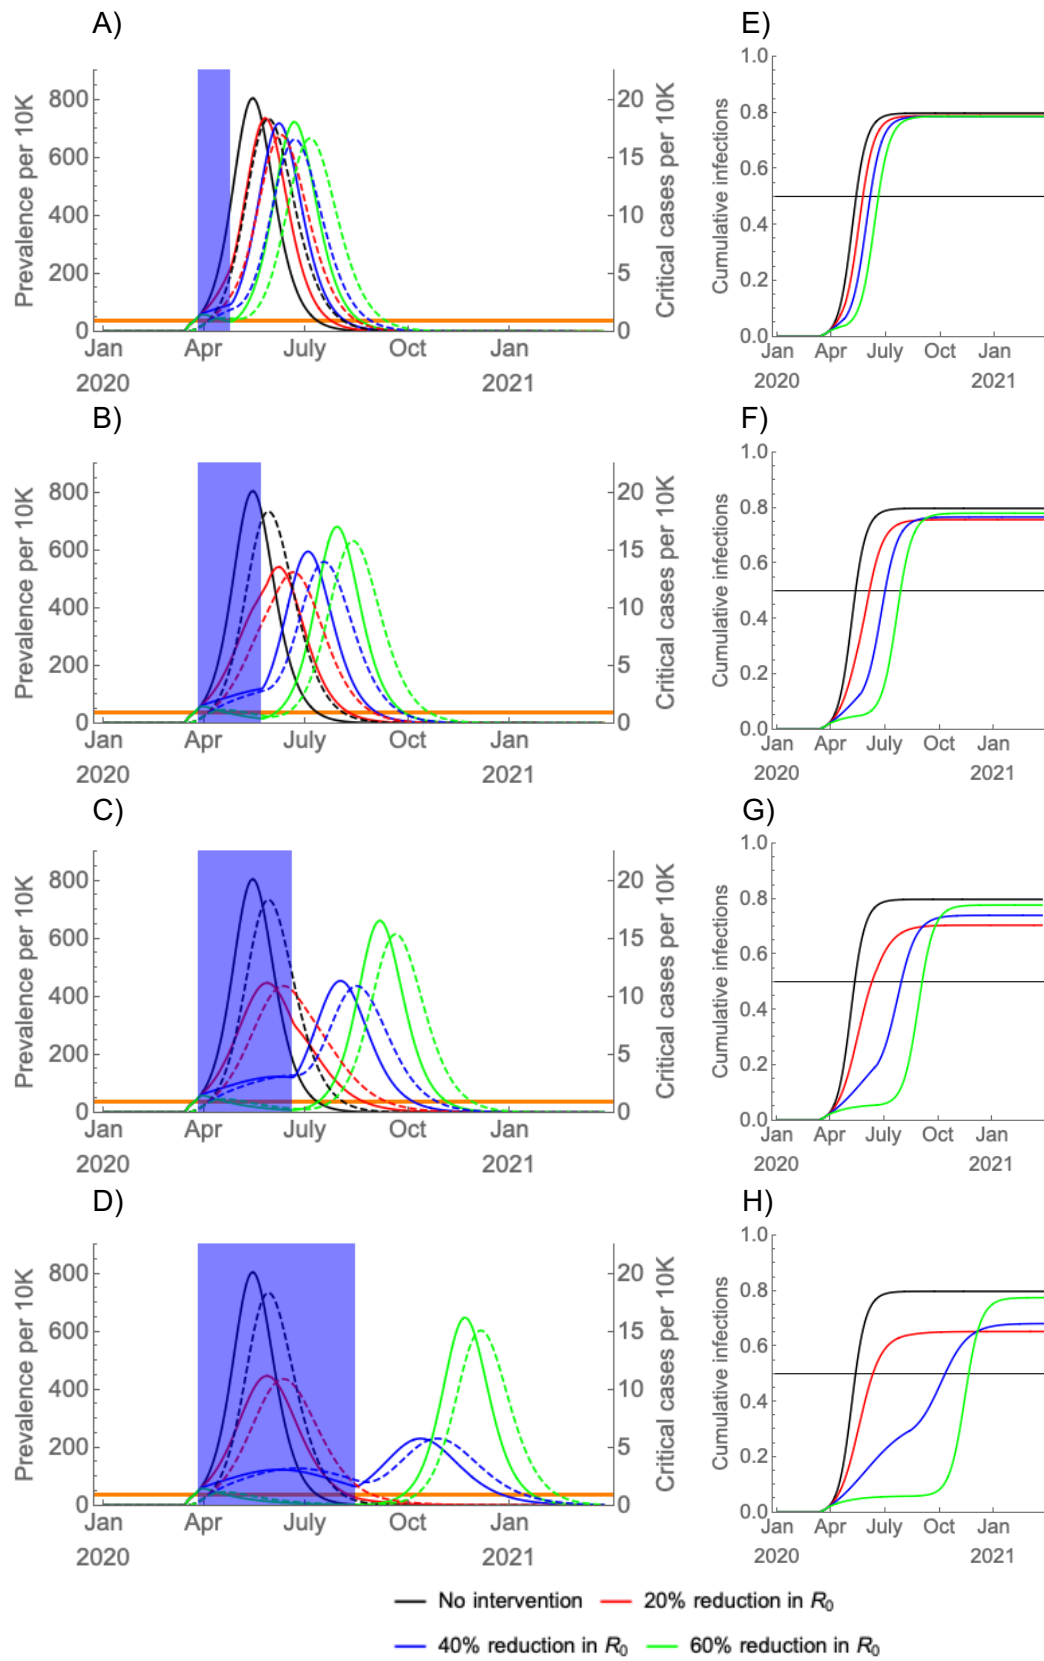 A)
E)
Prevalence per 10K
800
600
400
200
0
20
15
10
5
0
Critical cases per 10K
Jan
Apr
July
Oct
Jan
2020
2021
Cumulative infections
1.0
0.8
0.6
0.4
0.2
0.0
Jan
Apr
July
Oct
Jan
2020
2021
B)
F)
Prevalence per 10K
800
600
400
200
0
20
15
10
5
0
Critical cases per 10K
Jan
Apr
July
Oct
Jan
2020
2021
Cumulative infections
1.0
0.8
0.6
0.4
0.2
0.0
Jan
Apr
July
Oct
Jan
2020
2021
C)
G)
Prevalence per 10K
800
600
400
200
0
20
15
10
5
0
Critical cases per 10K
Jan
Apr
July
Oct
Jan
2020
2021
Cumulative infections
1.0
0.8
0.6
0.4
0.2
0.0
Jan
Apr
July
Oct
Jan
2020
2021
D)
H)
Prevalence per 10K
800
600
400
200
0
20
15
10
5
0
Critical cases per 10K
Jan
Apr
July
Oct
Jan
2020
2021
Cumulative infections
1.0
0.8
0.6
0.4
0.2
0.0
Jan
Apr
July
Oct
Jan
2020
2021
No intervention
20% reduction in R0
40% reduction in R0
60% reduction in R0